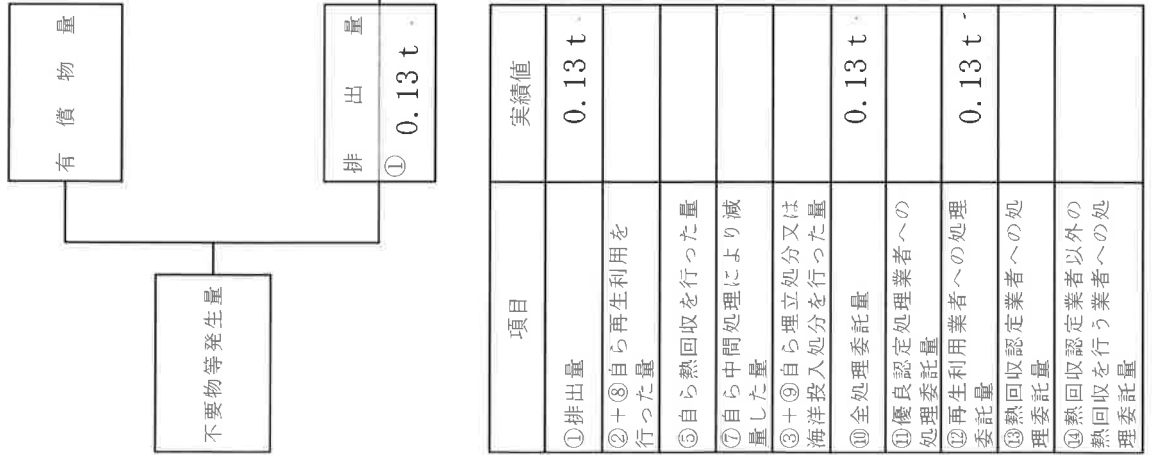 有償物量
不要物等発生量
排出量
① 0.13 t
項目 実績値
①排出量 0.13 t
②+⑧自ら再生利用を
行った量
⑤自ら熱回収を行った量
⑦自ら中間処理により減
量した量
③+⑨自ら埋立処分又は
海洋投入処分を行った量
⑩全処理委託量 0.13 t
⑪優良認定処理業者への
処理委託量
⑫再生利用業者への処理 0.13 t
委託量
⑬熱回収認定業者への処
理委託量
⑭熱回収認定業者以外の
熱回収を行う業者への処
理委託量